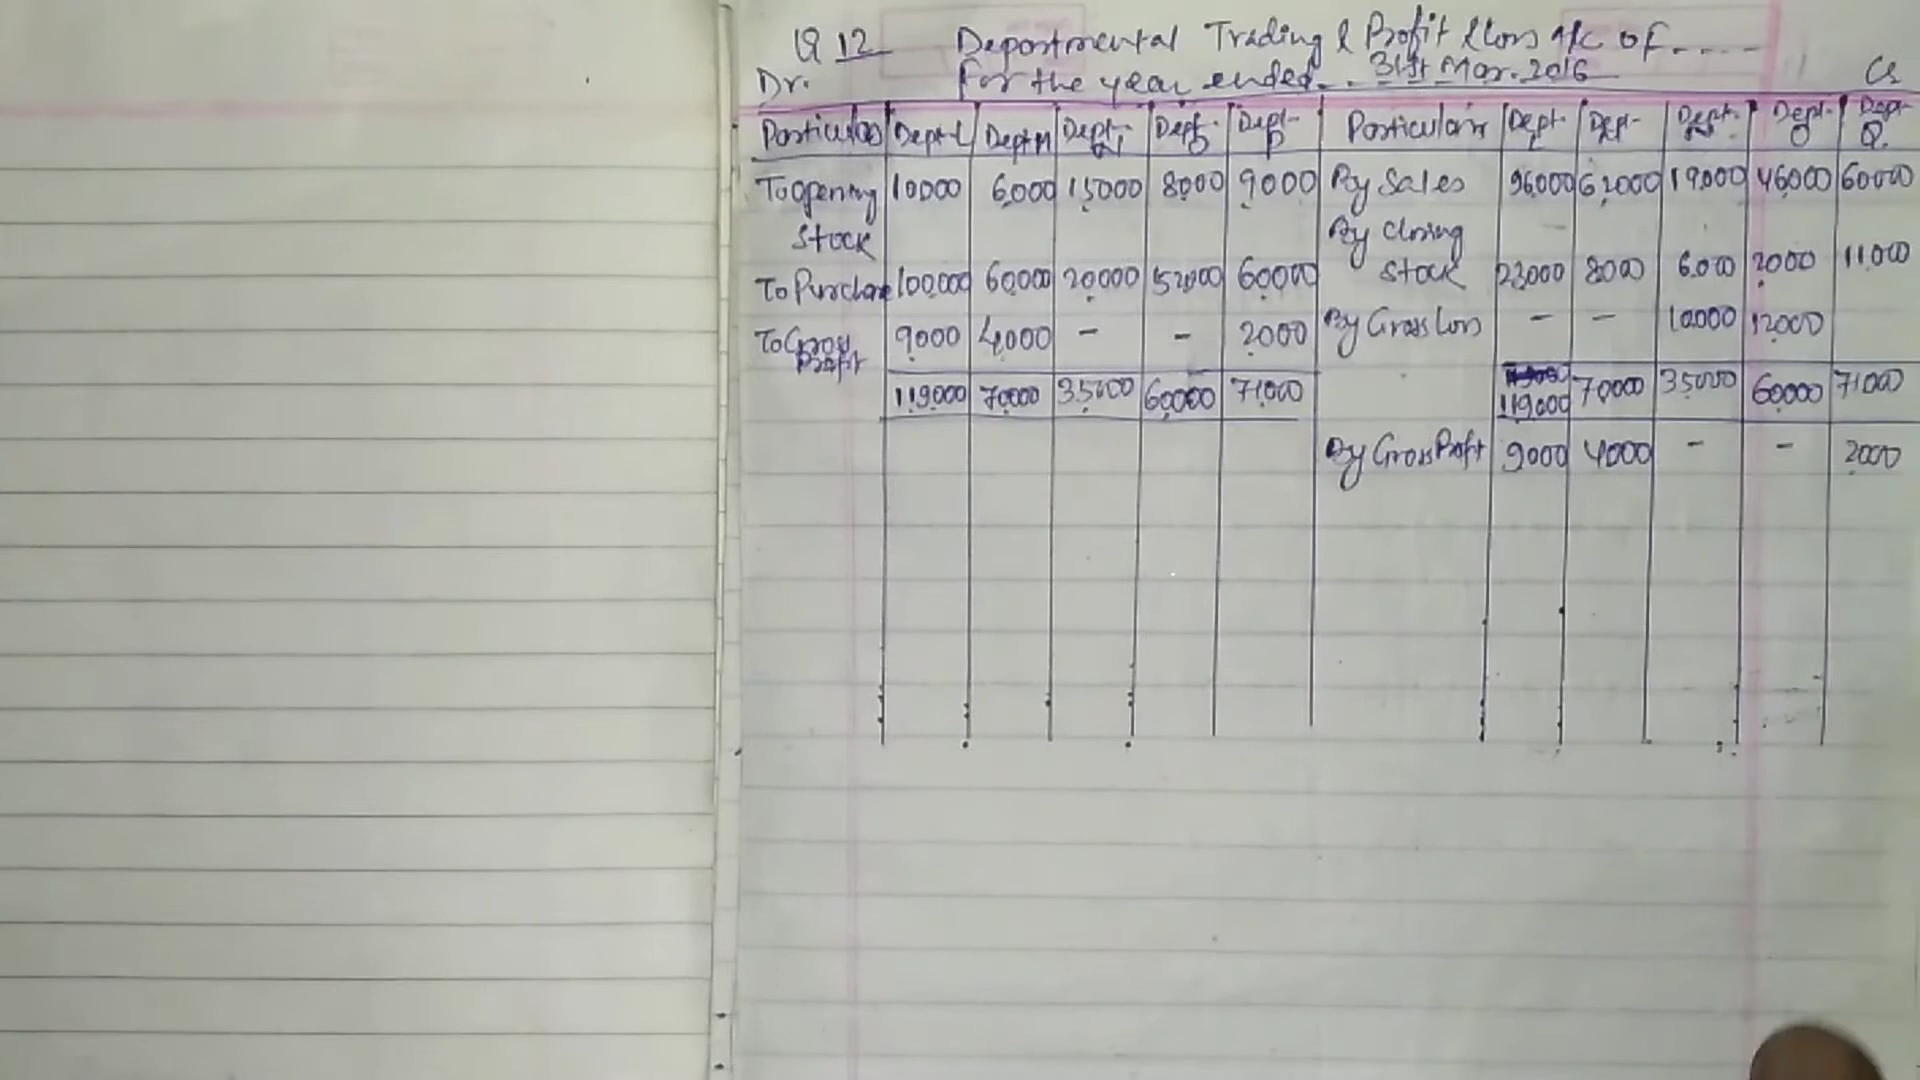 Q 12 Departmental Trading & Profit & Loss A/c of.....
Dr. For the year ended... 31st Mar. 2016 Cr
Particulars Dept-L Dept M Dept- N Dept- O Dept- P Particulars Dept- L Dept- Dept- N Dept- O Dept- Q
To Opening 10000 6000 15000 8000 9000 By Sales 96000 62000 19000 46000 60000
Stock By Closing
To Purchase 100000 60000 20000 52000 60000 Stock 23000 8000 6000 2000 11000
To Gross 9000 4000 - - 2000 By Gross Loss - - 10000 12000
Profit
119000 70000 35000 60000 71000 119000 70000 35000 60000 71000
By Gross Profit 9000 4000 - - 2000